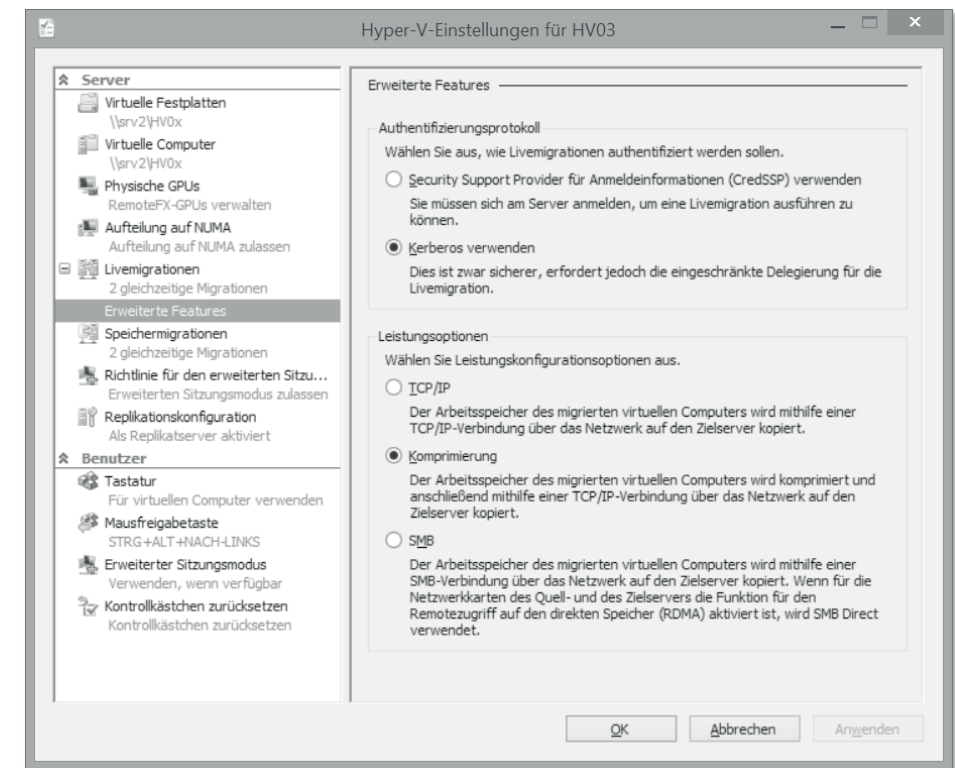 Hyper-V-Einstellungen für HV03
Server
Virtuelle Festplatten
\\srv2\HV0x
Virtuelle Computer
\\srv2\HV0x
Physische GPUs
RemoteFX-GPUs verwalten
Aufteilung auf NUMA
Aufteilung auf NUMA zulassen
Livemigrationen
2 gleichzeitige Migrationen
Erweiterte Features
Speichermigrationen
2 gleichzeitige Migrationen
Richtlinie für den erweiterten Sitzu...
Erweiterten Sitzungsmodus zulassen
Replikationskonfiguration
Als Replikatserver aktiviert
Benutzer
Tastatur
Für virtuellen Computer verwenden
Mausfreigabetaste
STRG+ALT+NACH-LINKS
Erweiterter Sitzungsmodus
Verwenden, wenn verfügbar
Kontrollkästchen zurücksetzen
Kontrollkästchen zurücksetzen
Erweiterte Features
Authentifizierungsprotokoll
Wählen Sie aus, wie Livemigrationen authentifiziert werden sollen.
Security Support Provider für Anmeldeinformationen (CredSSP) verwenden
Sie müssen sich am Server anmelden, um eine Livemigration ausführen zu
können.
Kerberos verwenden
Dies ist zwar sicherer, erfordert jedoch die eingeschränkte Delegierung für die
Livemigration.
Leistungsoptionen
Wählen Sie Leistungskonfigurationsoptionen aus.
TCP/IP
Der Arbeitsspeicher des migrierten virtuellen Computers wird mithilfe einer
TCP/IP-Verbindung über das Netzwerk auf den Zielserver kopiert.
Komprimierung
Der Arbeitsspeicher des migrierten virtuellen Computers wird komprimiert und
anschließend mithilfe einer TCP/IP-Verbindung über das Netzwerk auf den
Zielserver kopiert.
SMB
Der Arbeitsspeicher des migrierten virtuellen Computers wird mithilfe einer
SMB-Verbindung über das Netzwerk auf den Zielserver kopiert. Wenn für die
Netzwerkkarten des Quell- und des Zielservers die Funktion für den
Remotezugriff auf den direkten Speicher (RDMA) aktiviert ist, wird SMB Direct
verwendet.
OK
Abbrechen
Anwenden